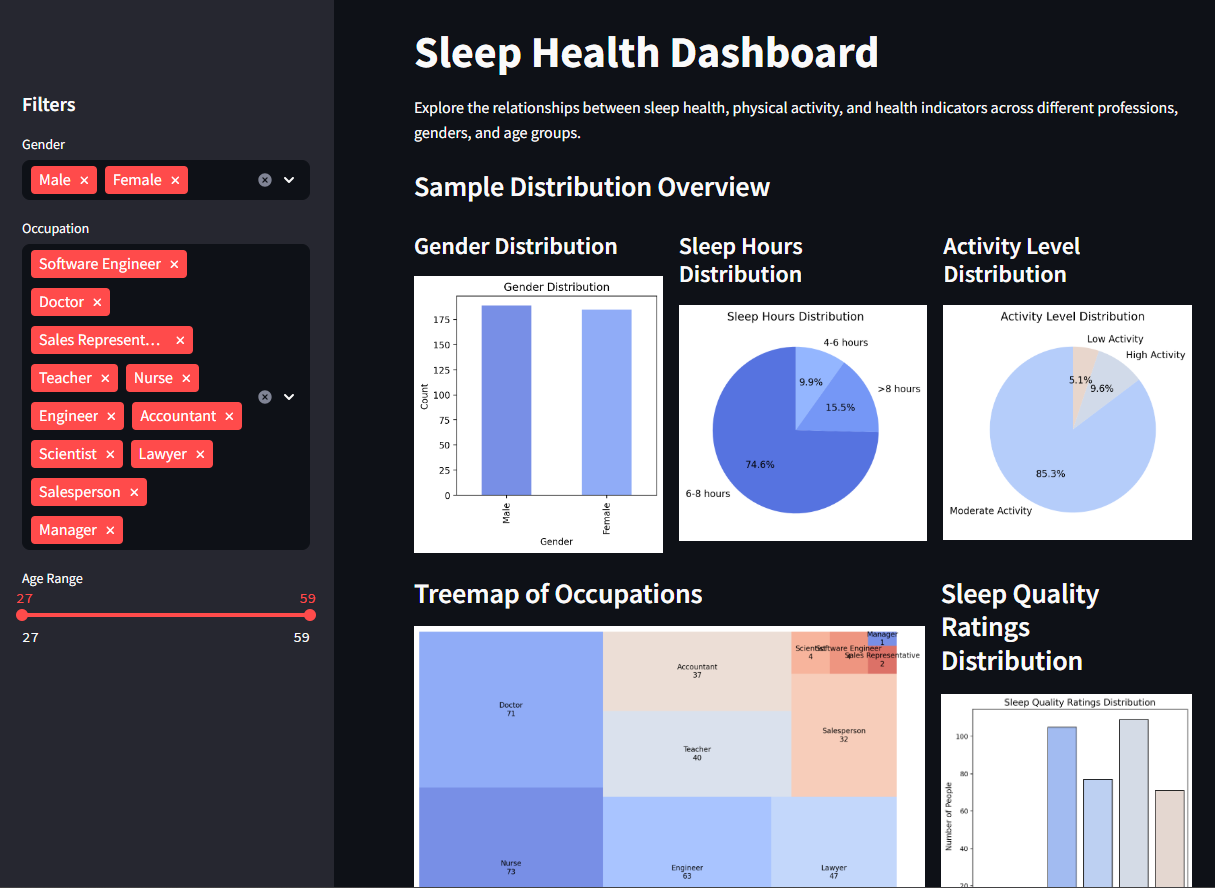 Filters
Gender
Male ×
Female ×
Occupation
Software Engineer ×
Doctor ×
Sales Represent... ×
Teacher ×
Nurse ×
Engineer ×
Accountant ×
Scientist ×
Lawyer ×
Salesperson ×
Manager ×
Age Range
27
59
27
59
Sleep Health Dashboard
Explore the relationships between sleep health, physical activity, and health indicators across different professions,
genders, and age groups.
Sample Distribution Overview
Gender Distribution
Gender Distribution
Count
175
150
125
100
75
50
25
0
Male
Female
Gender
Sleep Hours
Distribution
Sleep Hours Distribution
4-6 hours
9.9%
>8 hours
15.5%
74.6%
6-8 hours
Activity Level
Distribution
Activity Level Distribution
Low Activity
High Activity
5.1%
9.6%
85.3%
Moderate Activity
Treemap of Occupations
Doctor
71
Nurse
73
Accountant
37
Teacher
40
Engineer
63
Lawyer
47
Salesperson
32
Scientist
4
Software Engineer
Manager
1
Sales Representative
2
Sleep Quality
Ratings
Distribution
Sleep Quality Ratings Distribution
Number of People
100
80
60
40
20